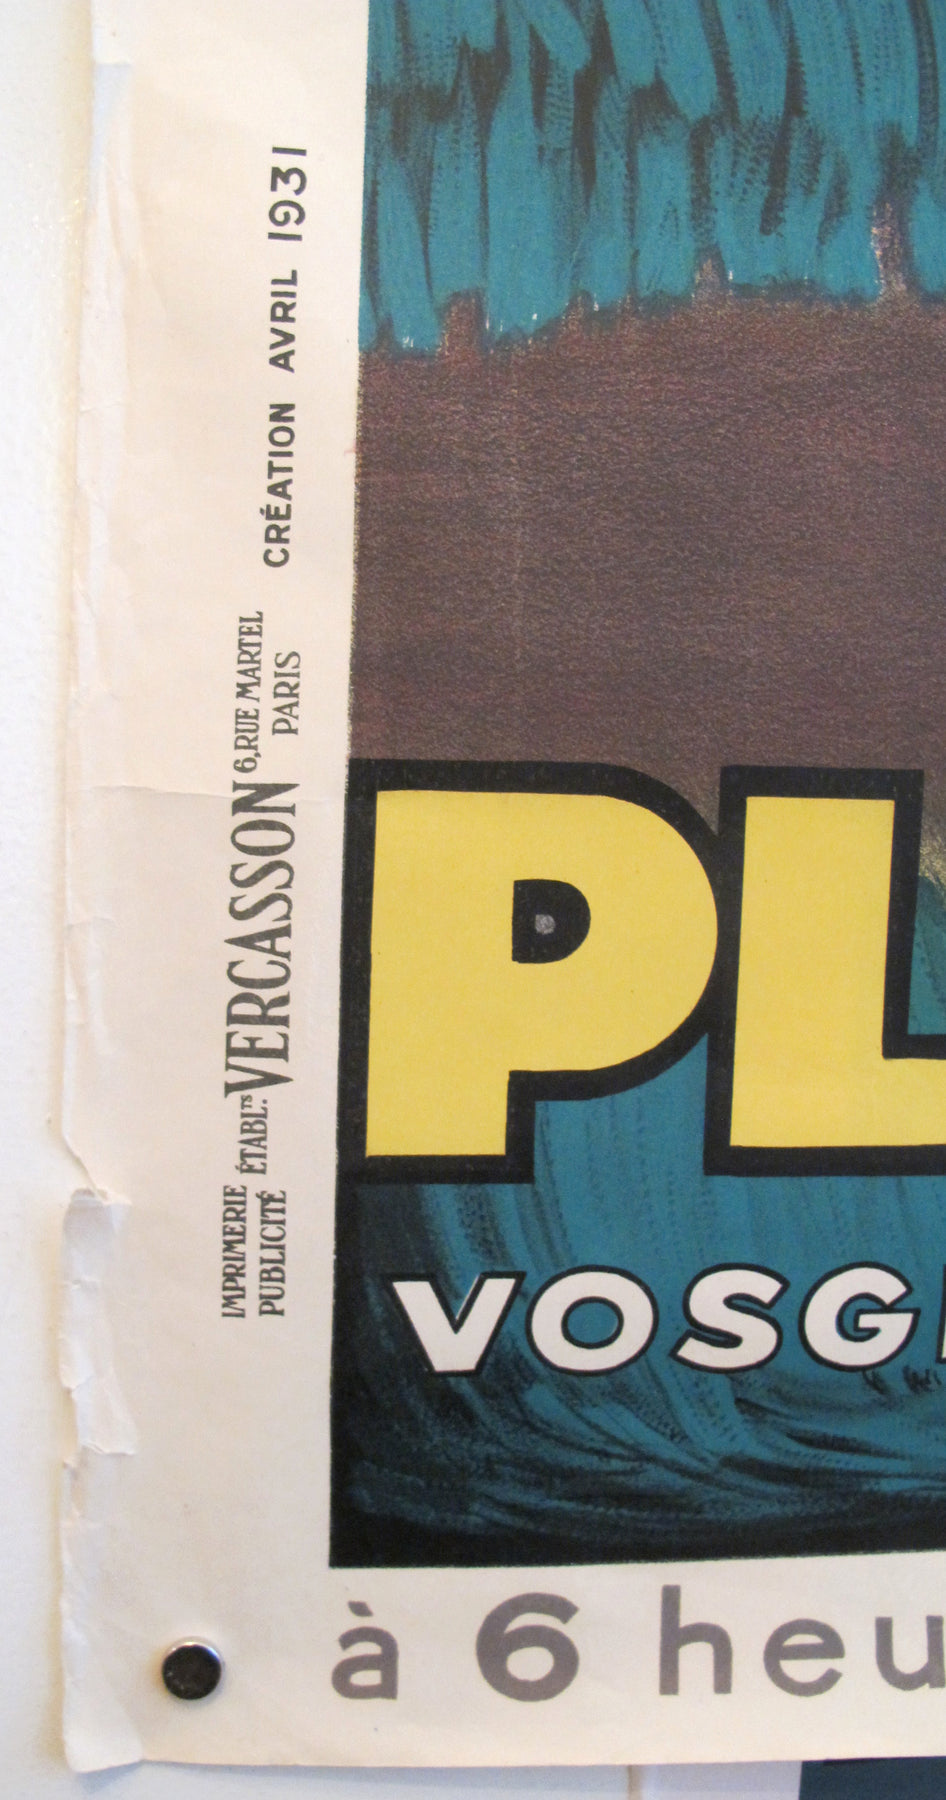 CRÉATION AVRIL 1931
IMPRIMERIE
PUBLICITÉ
ÉTABL.TS VERCASSON 6, RUE MARTEL
PARIS
PL
VOSG
à 6 heu